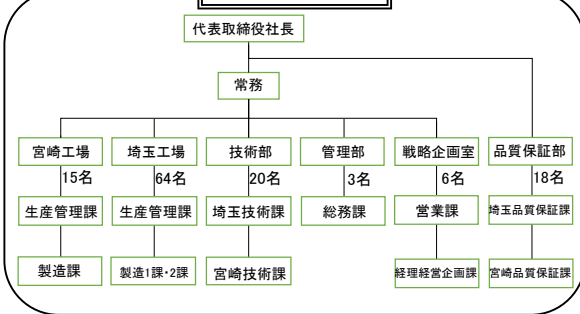 代表取締役社長
常務
宮崎工場
埼玉工場
技術部
管理部
戦略企画室
品質保証部
15名
64名
20名
3名
6名
18名
生産管理課
生産管理課
埼玉技術課
総務課
営業課
埼玉品質保証課
製造課
製造1課・2課
宮崎技術課
経理経営企画課
宮崎品質保証課